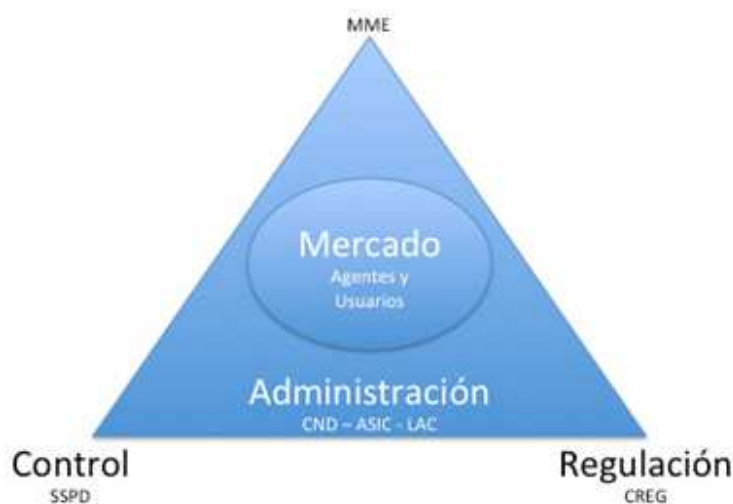 MME
Mercado
Agentes y
Usuarios
Administración
CND – ASIC - LAC
Control
SSPD
Regulación
CREG